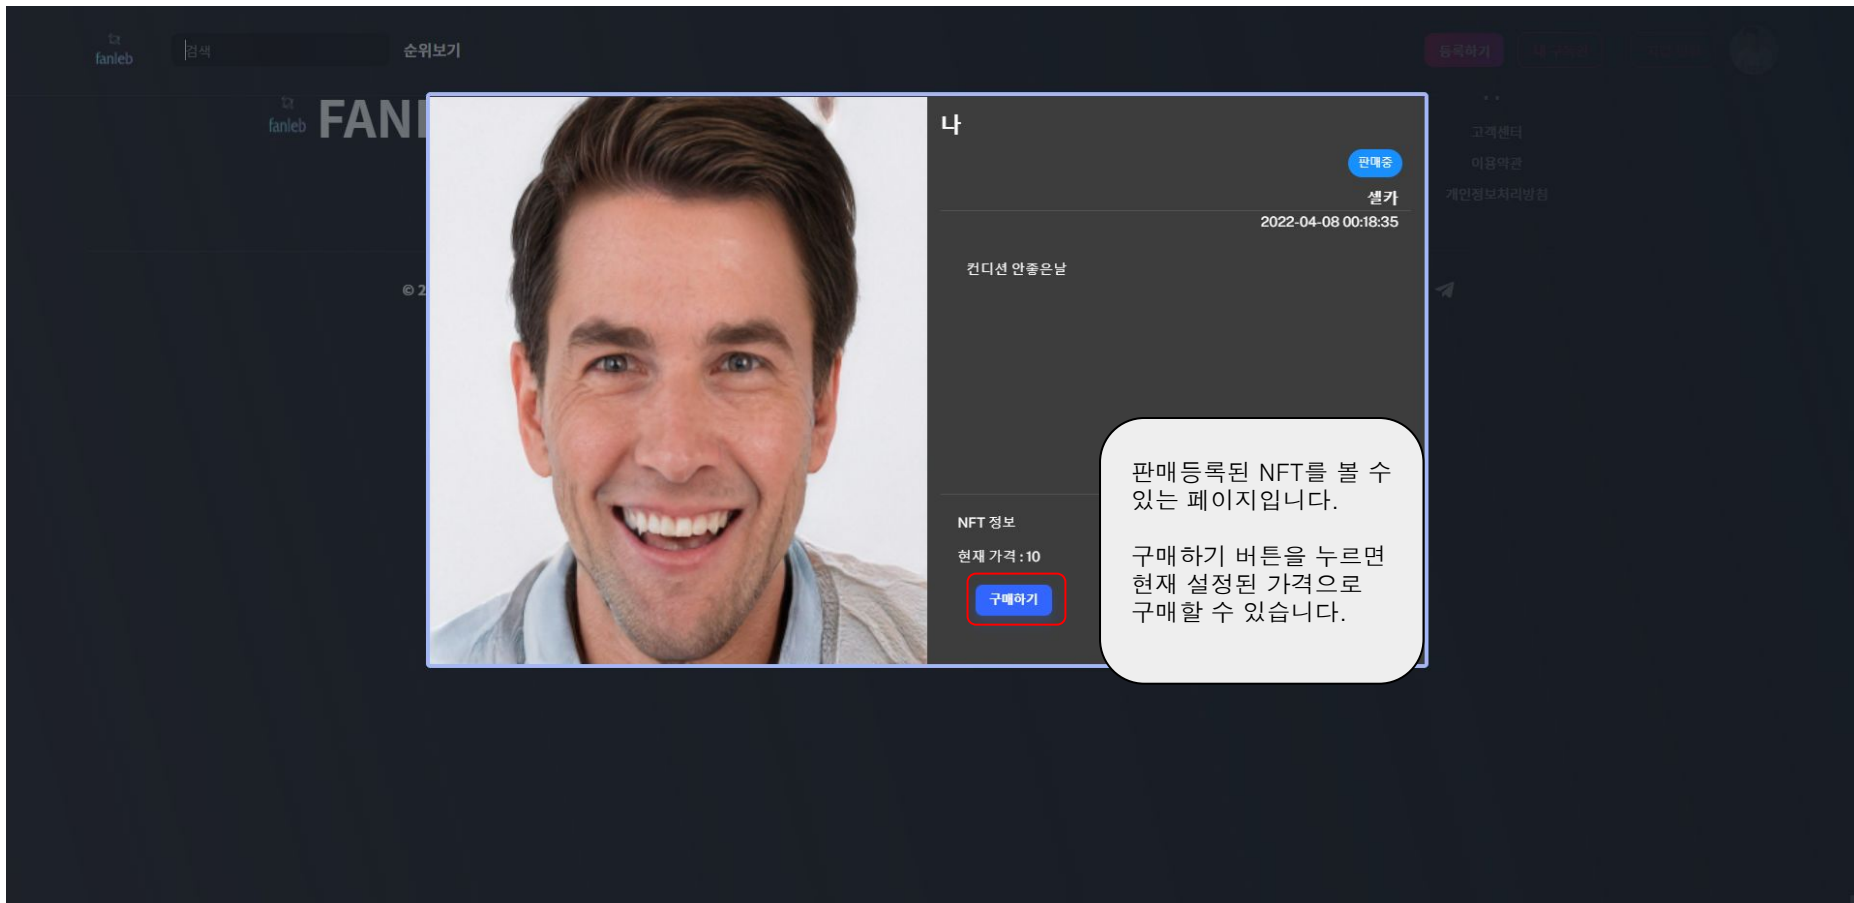 fanleb
검색
순위보기
등록하기
fanleb
FANL
나
판매중
셀카
2022-04-08 00:18:35
컨디션 안좋은날
고객센터
이용약관
개인정보처리방침
© 2
NFT 정보
현재 가격 : 10
구매하기
판매등록된 NFT를 볼 수
있는 페이지입니다.
구매하기 버튼을 누르면
현재 설정된 가격으로
구매할 수 있습니다.